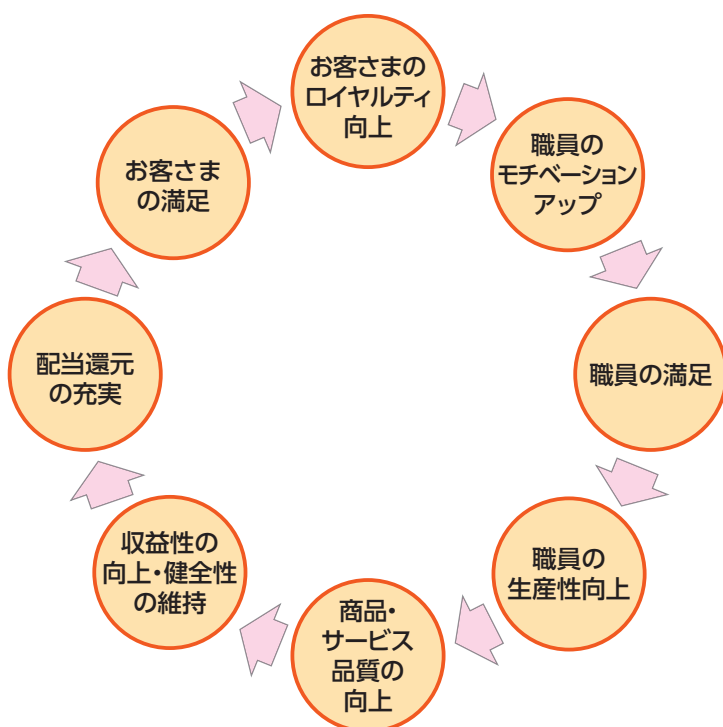 お客さまの
ロイヤルティ
向上
職員の
モチベーション
アップ
職員の満足
職員の
生産性向上
商品・
サービス
品質の
向上
収益性の
向上・健全性
の維持
配当還元
の充実
お客さま
の満足